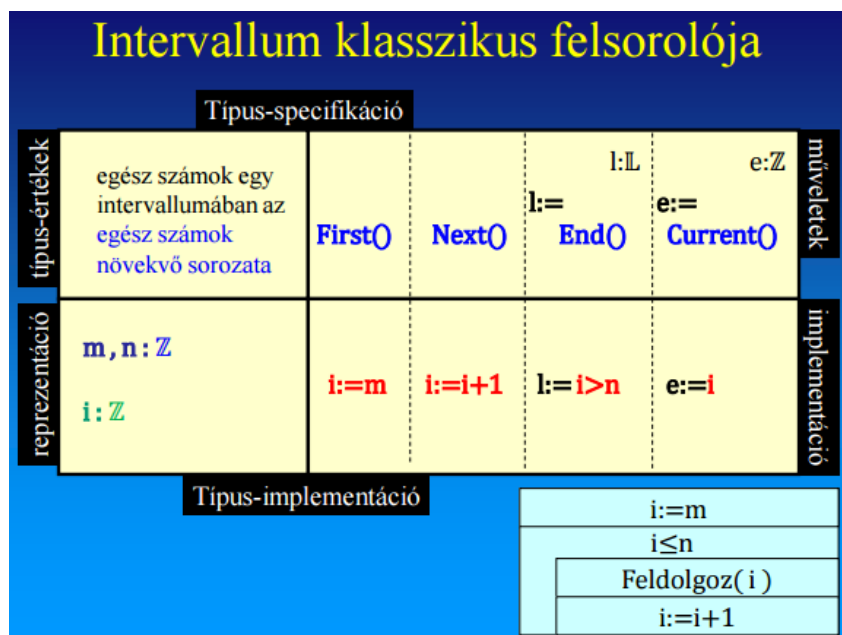 Intervallum klasszikus felsorolója
Típus-specifikáció
típus-értékek
egész számok egy
intervallumában az
egész számok
növekvő sorozata
First()
Next()
l:𝕃
l:=
End()
e:ℤ
e:=
Current()
műveletek
reprezentáció
m,n:ℤ
i:ℤ
i:=m
i:=i+1
l:=i>n
e:=i
implementáció
Típus-implementáció
i:=m
i≤n
Feldolgoz(i)
i:=i+1